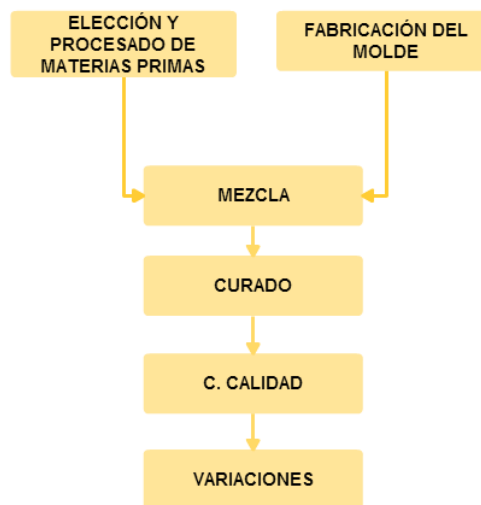 ELECCIÓN Y
PROCESADO DE
MATERIAS PRIMAS
FABRICACIÓN DEL
MOLDE
MEZCLA
CURADO
C. CALIDAD
VARIACIONES